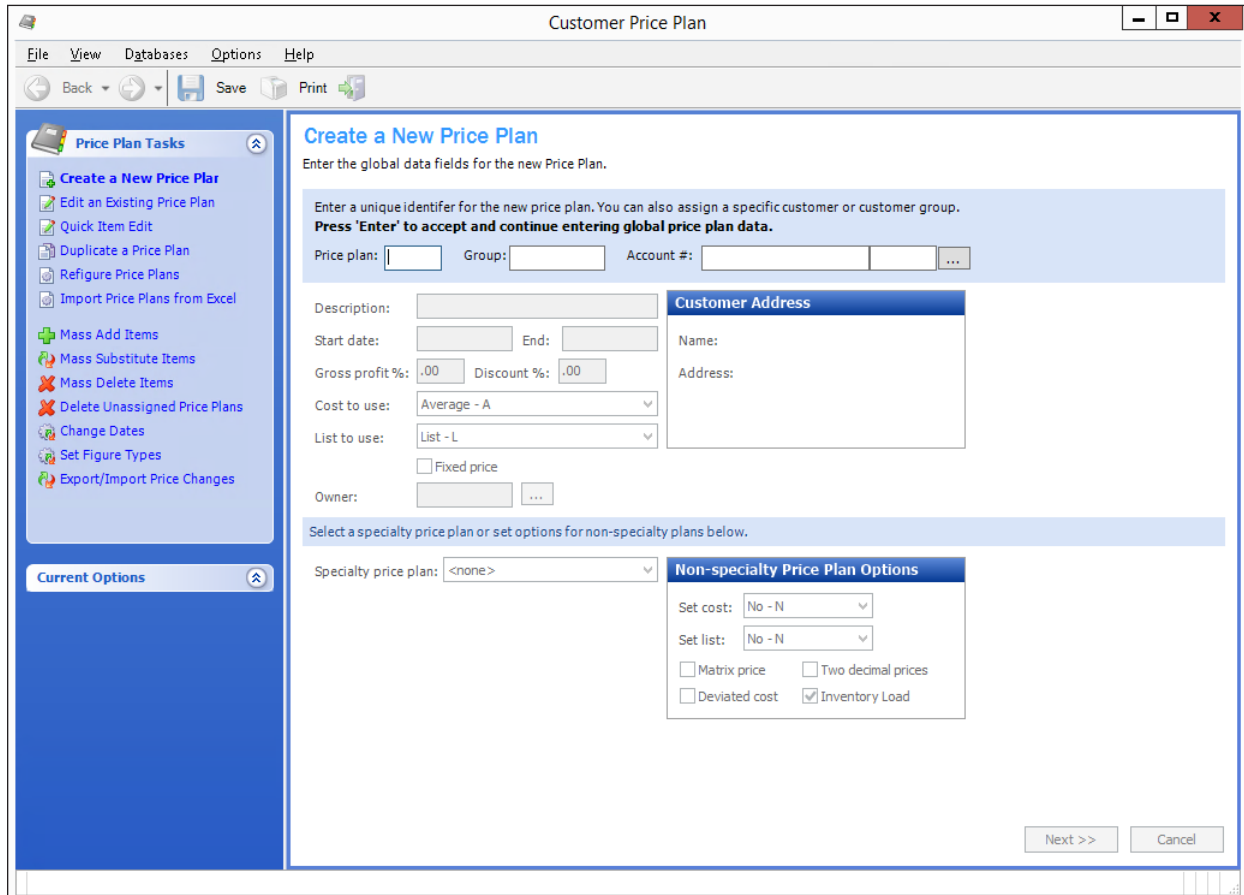 Customer Price Plan
File View Databases Options Help
Back Save Print
Price Plan Tasks
Create a New Price Plar
Edit an Existing Price Plan
Quick Item Edit
Duplicate a Price Plan
Refigure Price Plans
Import Price Plans from Excel
Mass Add Items
Mass Substitute Items
Mass Delete Items
Delete Unassigned Price Plans
Change Dates
Set Figure Types
Export/Import Price Changes
Current Options
Create a New Price Plan
Enter the global data fields for the new Price Plan.
Enter a unique identifer for the new price plan. You can also assign a specific customer or customer group.
Press 'Enter' to accept and continue entering global price plan data.
Price plan: Group: Account #: ...
Description:
Start date: End:
Gross profit %: .00 Discount %: .00
Cost to use: Average - A
List to use: List - L
Fixed price
Owner: ...
Customer Address
Name:
Address:
Select a specialty price plan or set options for non-specialty plans below.
Specialty price plan: <none>
Non-specialty Price Plan Options
Set cost: No - N
Set list: No - N
Matrix price Two decimal prices
Deviated cost Inventory Load
Next >> Cancel